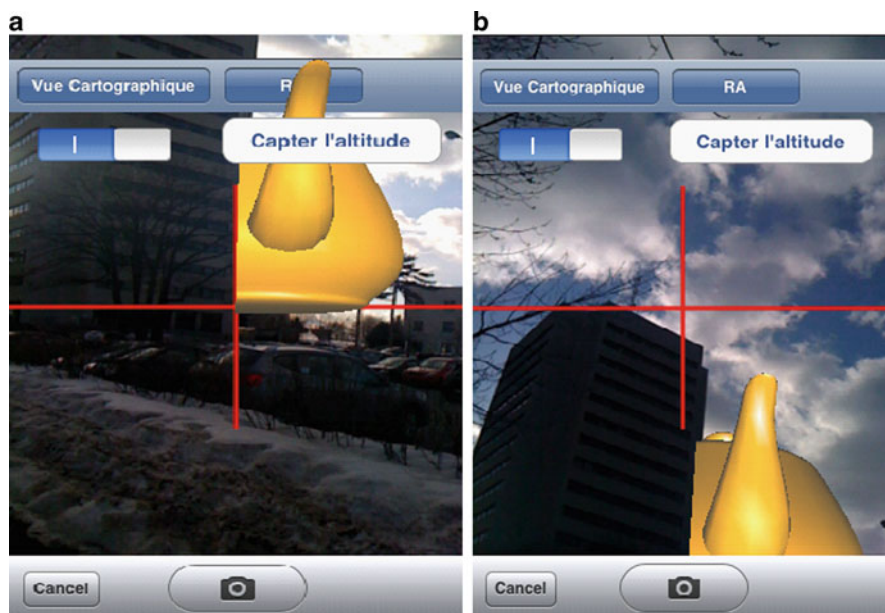 a
Vue Cartographique R
I
Capter l'altitude
Cancel
b
Vue Cartographique RA
I
Capter l'altitude
Cancel